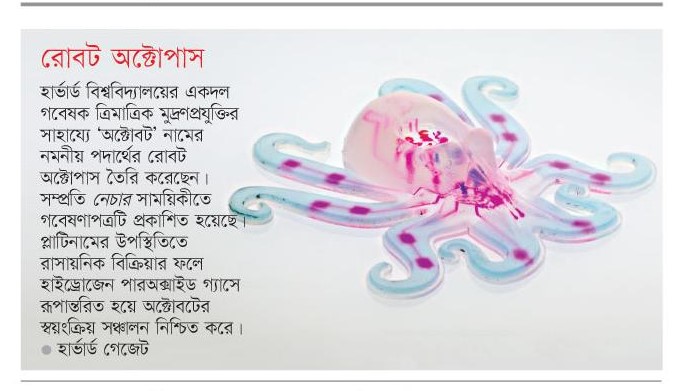 রোবট অক্টোপাস
হার্ভার্ড বিশ্ববিদ্যালয়ের একদল
গবেষক ত্রিমাত্রিক মুদ্রণপ্রযুক্তির
সাহায্যে ‘অক্টোবট’ নামের
নমনীয় পদার্থের রোবট
অক্টোপাস তৈরি করেছেন।
সম্প্রতি নেচার সাময়িকীতে
গবেষণাপত্রটি প্রকাশিত হয়েছে।
প্লাটিনামের উপস্থিতিতে
রাসায়নিক বিক্রিয়ার ফলে
হাইড্রোজেন পারঅক্সাইড গ্যাসে
রূপান্তরিত হয়ে অক্টোবটের
স্বয়ংক্রিয় সঞ্চালন নিশ্চিত করে।
● হার্ভার্ড গেজেট